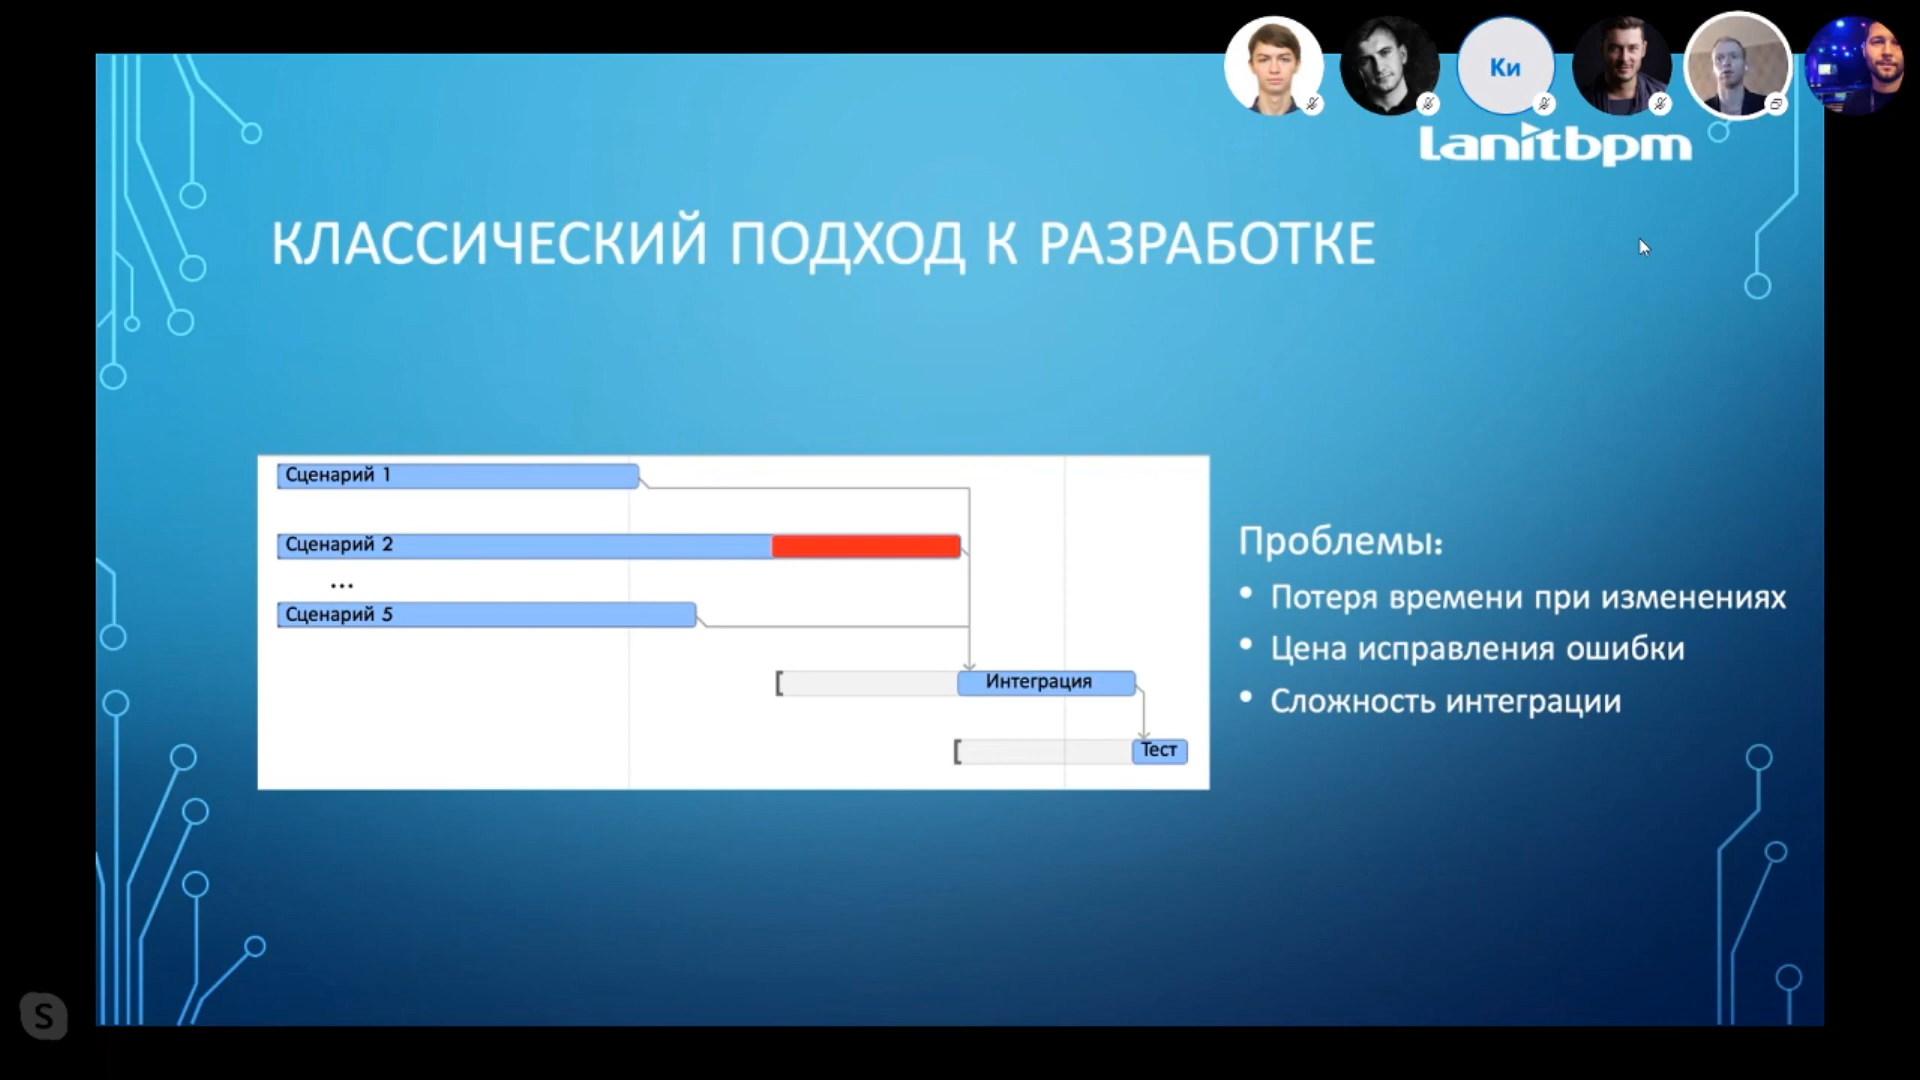 Ки
Lanitbpm
КЛАССИЧЕСКИЙ ПОДХОД К РАЗРАБОТКЕ
Сценарий 1
Сценарий 2
...
Сценарий 5
Интеграция
Тест
Проблемы:
• Потеря времени при изменениях
• Цена исправления ошибки
• Сложность интеграции
S